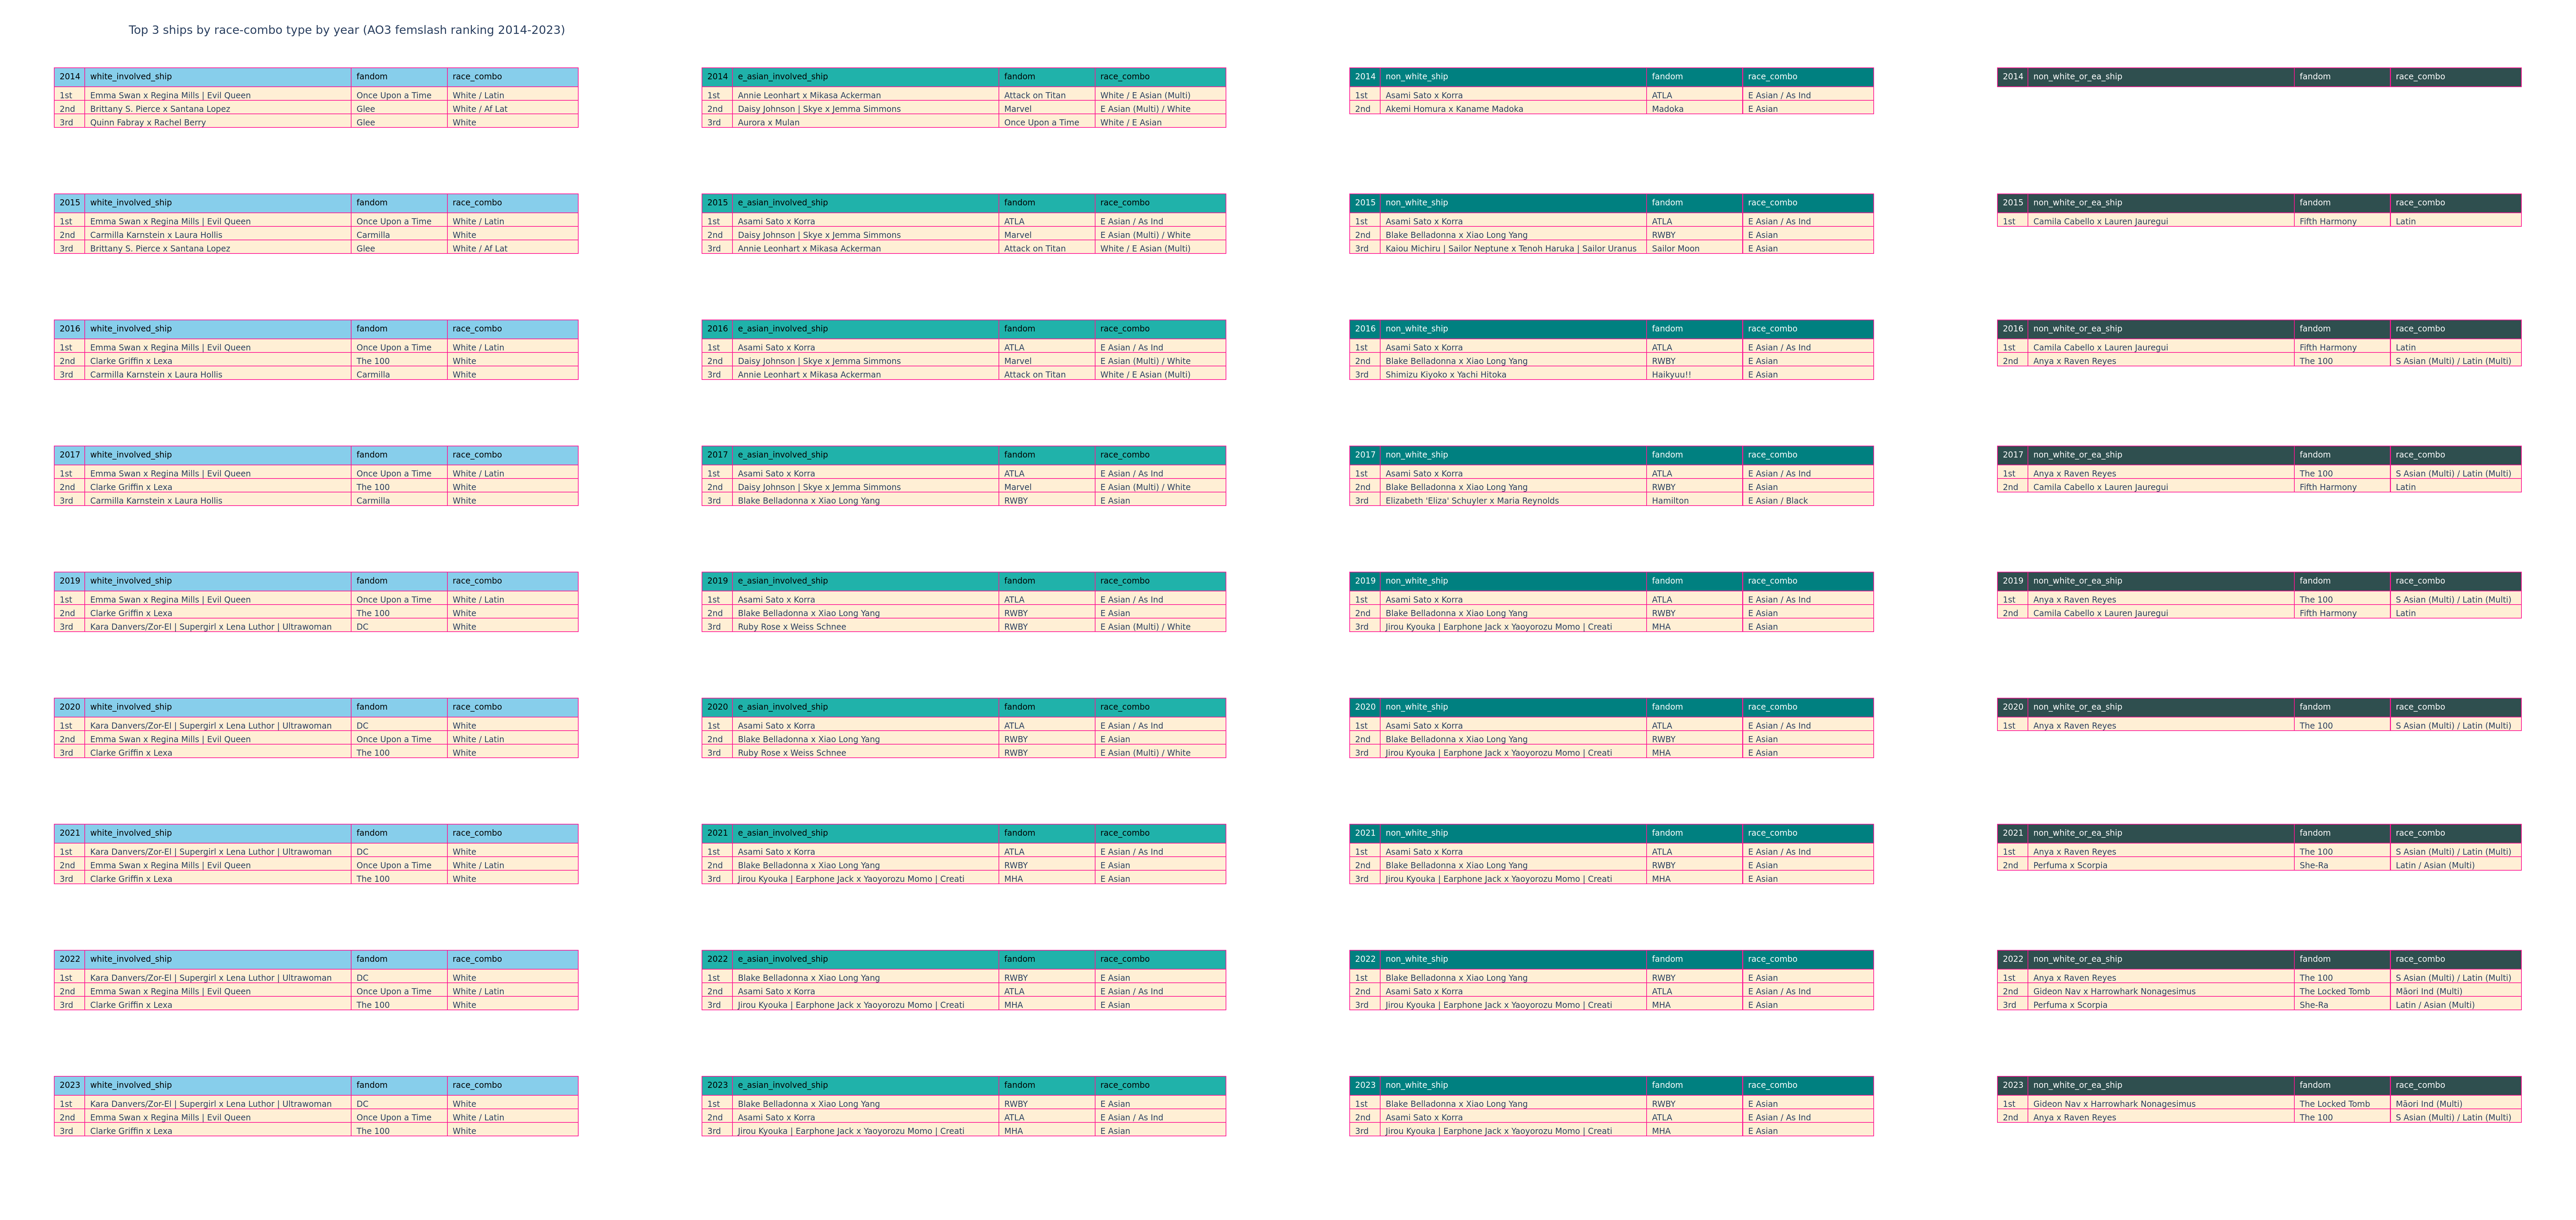 Top 3 ships by race-combo type by year (AO3 femslash ranking 2014-2023)
2014 white_involved_ship fandom race_combo
1st Emma Swan x Regina Mills | Evil Queen Once Upon a Time White / Latin
2nd Brittany S. Pierce x Santana Lopez Glee White / Af Lat
3rd Quinn Fabray x Rachel Berry Glee White
2014 e_asian_involved_ship fandom race_combo
1st Annie Leonhart x Mikasa Ackerman Attack on Titan White / E Asian (Multi)
2nd Daisy Johnson | Skye x Jemma Simmons Marvel E Asian (Multi) / White
3rd Aurora x Mulan Once Upon a Time White / E Asian
2014 non_white_ship fandom race_combo
1st Asami Sato x Korra ATLA E Asian / As Ind
2nd Akemi Homura x Kaname Madoka Madoka E Asian
2014 non_white_or_ea_ship fandom race_combo
2015 white_involved_ship fandom race_combo
1st Emma Swan x Regina Mills | Evil Queen Once Upon a Time White / Latin
2nd Carmilla Karnstein x Laura Hollis Carmilla White
3rd Brittany S. Pierce x Santana Lopez Glee White / Af Lat
2015 e_asian_involved_ship fandom race_combo
1st Asami Sato x Korra ATLA E Asian / As Ind
2nd Daisy Johnson | Skye x Jemma Simmons Marvel E Asian (Multi) / White
3rd Annie Leonhart x Mikasa Ackerman Attack on Titan White / E Asian (Multi)
2015 non_white_ship fandom race_combo
1st Asami Sato x Korra ATLA E Asian / As Ind
2nd Blake Belladonna x Xiao Long Yang RWBY E Asian
3rd Kaiou Michiru | Sailor Neptune x Tenoh Haruka | Sailor Uranus Sailor Moon E Asian
2015 non_white_or_ea_ship fandom race_combo
1st Camila Cabello x Lauren Jauregui Fifth Harmony Latin
2016 white_involved_ship fandom race_combo
1st Emma Swan x Regina Mills | Evil Queen Once Upon a Time White / Latin
2nd Clarke Griffin x Lexa The 100 White
3rd Carmilla Karnstein x Laura Hollis Carmilla White
2016 e_asian_involved_ship fandom race_combo
1st Asami Sato x Korra ATLA E Asian / As Ind
2nd Daisy Johnson | Skye x Jemma Simmons Marvel E Asian (Multi) / White
3rd Annie Leonhart x Mikasa Ackerman Attack on Titan White / E Asian (Multi)
2016 non_white_ship fandom race_combo
1st Asami Sato x Korra ATLA E Asian / As Ind
2nd Blake Belladonna x Xiao Long Yang RWBY E Asian
3rd Shimizu Kiyoko x Yachi Hitoka Haikyuu!! E Asian
2016 non_white_or_ea_ship fandom race_combo
1st Camila Cabello x Lauren Jauregui Fifth Harmony Latin
2nd Anya x Raven Reyes The 100 S Asian (Multi) / Latin (Multi)
2017 white_involved_ship fandom race_combo
1st Emma Swan x Regina Mills | Evil Queen Once Upon a Time White / Latin
2nd Clarke Griffin x Lexa The 100 White
3rd Carmilla Karnstein x Laura Hollis Carmilla White
2017 e_asian_involved_ship fandom race_combo
1st Asami Sato x Korra ATLA E Asian / As Ind
2nd Daisy Johnson | Skye x Jemma Simmons Marvel E Asian (Multi) / White
3rd Blake Belladonna x Xiao Long Yang RWBY E Asian
2017 non_white_ship fandom race_combo
1st Asami Sato x Korra ATLA E Asian / As Ind
2nd Blake Belladonna x Xiao Long Yang RWBY E Asian
3rd Elizabeth 'Eliza' Schuyler x Maria Reynolds Hamilton E Asian / Black
2017 non_white_or_ea_ship fandom race_combo
1st Anya x Raven Reyes The 100 S Asian (Multi) / Latin (Multi)
2nd Camila Cabello x Lauren Jauregui Fifth Harmony Latin
2019 white_involved_ship fandom race_combo
1st Emma Swan x Regina Mills | Evil Queen Once Upon a Time White / Latin
2nd Clarke Griffin x Lexa The 100 White
3rd Kara Danvers/Zor-El | Supergirl x Lena Luthor | Ultrawoman DC White
2019 e_asian_involved_ship fandom race_combo
1st Asami Sato x Korra ATLA E Asian / As Ind
2nd Blake Belladonna x Xiao Long Yang RWBY E Asian
3rd Ruby Rose x Weiss Schnee RWBY E Asian (Multi) / White
2019 non_white_ship fandom race_combo
1st Asami Sato x Korra ATLA E Asian / As Ind
2nd Blake Belladonna x Xiao Long Yang RWBY E Asian
3rd Jirou Kyouka | Earphone Jack x Yaoyorozu Momo | Creati MHA E Asian
2019 non_white_or_ea_ship fandom race_combo
1st Anya x Raven Reyes The 100 S Asian (Multi) / Latin (Multi)
2nd Camila Cabello x Lauren Jauregui Fifth Harmony Latin
2020 white_involved_ship fandom race_combo
1st Kara Danvers/Zor-El | Supergirl x Lena Luthor | Ultrawoman DC White
2nd Emma Swan x Regina Mills | Evil Queen Once Upon a Time White / Latin
3rd Clarke Griffin x Lexa The 100 White
2020 e_asian_involved_ship fandom race_combo
1st Asami Sato x Korra ATLA E Asian / As Ind
2nd Blake Belladonna x Xiao Long Yang RWBY E Asian
3rd Ruby Rose x Weiss Schnee RWBY E Asian (Multi) / White
2020 non_white_ship fandom race_combo
1st Asami Sato x Korra ATLA E Asian / As Ind
2nd Blake Belladonna x Xiao Long Yang RWBY E Asian
3rd Jirou Kyouka | Earphone Jack x Yaoyorozu Momo | Creati MHA E Asian
2020 non_white_or_ea_ship fandom race_combo
1st Anya x Raven Reyes The 100 S Asian (Multi) / Latin (Multi)
2021 white_involved_ship fandom race_combo
1st Kara Danvers/Zor-El | Supergirl x Lena Luthor | Ultrawoman DC White
2nd Emma Swan x Regina Mills | Evil Queen Once Upon a Time White / Latin
3rd Clarke Griffin x Lexa The 100 White
2021 e_asian_involved_ship fandom race_combo
1st Asami Sato x Korra ATLA E Asian / As Ind
2nd Blake Belladonna x Xiao Long Yang RWBY E Asian
3rd Jirou Kyouka | Earphone Jack x Yaoyorozu Momo | Creati MHA E Asian
2021 non_white_ship fandom race_combo
1st Asami Sato x Korra ATLA E Asian / As Ind
2nd Blake Belladonna x Xiao Long Yang RWBY E Asian
3rd Jirou Kyouka | Earphone Jack x Yaoyorozu Momo | Creati MHA E Asian
2021 non_white_or_ea_ship fandom race_combo
1st Anya x Raven Reyes The 100 S Asian (Multi) / Latin (Multi)
2nd Perfuma x Scorpia She-Ra Latin / Asian (Multi)
2022 white_involved_ship fandom race_combo
1st Kara Danvers/Zor-El | Supergirl x Lena Luthor | Ultrawoman DC White
2nd Emma Swan x Regina Mills | Evil Queen Once Upon a Time White / Latin
3rd Clarke Griffin x Lexa The 100 White
2022 e_asian_involved_ship fandom race_combo
1st Blake Belladonna x Xiao Long Yang RWBY E Asian
2nd Asami Sato x Korra ATLA E Asian / As Ind
3rd Jirou Kyouka | Earphone Jack x Yaoyorozu Momo | Creati MHA E Asian
2022 non_white_ship fandom race_combo
1st Blake Belladonna x Xiao Long Yang RWBY E Asian
2nd Asami Sato x Korra ATLA E Asian / As Ind
3rd Jirou Kyouka | Earphone Jack x Yaoyorozu Momo | Creati MHA E Asian
2022 non_white_or_ea_ship fandom race_combo
1st Anya x Raven Reyes The 100 S Asian (Multi) / Latin (Multi)
2nd Gideon Nav x Harrowhark Nonagesimus The Locked Tomb Māori Ind (Multi)
3rd Perfuma x Scorpia She-Ra Latin / Asian (Multi)
2023 white_involved_ship fandom race_combo
1st Kara Danvers/Zor-El | Supergirl x Lena Luthor | Ultrawoman DC White
2nd Emma Swan x Regina Mills | Evil Queen Once Upon a Time White / Latin
3rd Clarke Griffin x Lexa The 100 White
2023 e_asian_involved_ship fandom race_combo
1st Blake Belladonna x Xiao Long Yang RWBY E Asian
2nd Asami Sato x Korra ATLA E Asian / As Ind
3rd Jirou Kyouka | Earphone Jack x Yaoyorozu Momo | Creati MHA E Asian
2023 non_white_ship fandom race_combo
1st Blake Belladonna x Xiao Long Yang RWBY E Asian
2nd Asami Sato x Korra ATLA E Asian / As Ind
3rd Jirou Kyouka | Earphone Jack x Yaoyorozu Momo | Creati MHA E Asian
2023 non_white_or_ea_ship fandom race_combo
1st Gideon Nav x Harrowhark Nonagesimus The Locked Tomb Māori Ind (Multi)
2nd Anya x Raven Reyes The 100 S Asian (Multi) / Latin (Multi)